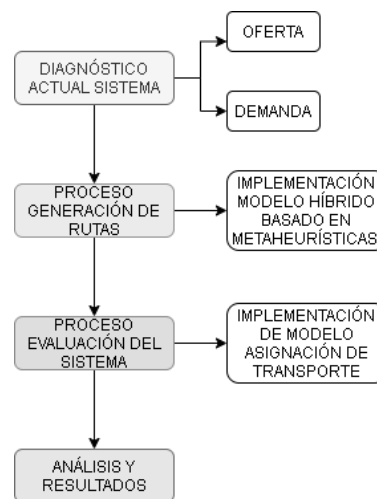 OFERTA
DIAGNÓSTICO
ACTUAL SISTEMA
DEMANDA
PROCESO
GENERACIÓN DE
RUTAS
IMPLEMENTACIÓN
MODELO HÍBRIDO
BASADO EN
METAHEURÍSTICAS
PROCESO
EVALUACIÓN DEL
SISTEMA
IMPLEMENTACIÓN
DE MODELO
ASIGNACIÓN DE
TRANSPORTE
ANÁLISIS Y
RESULTADOS